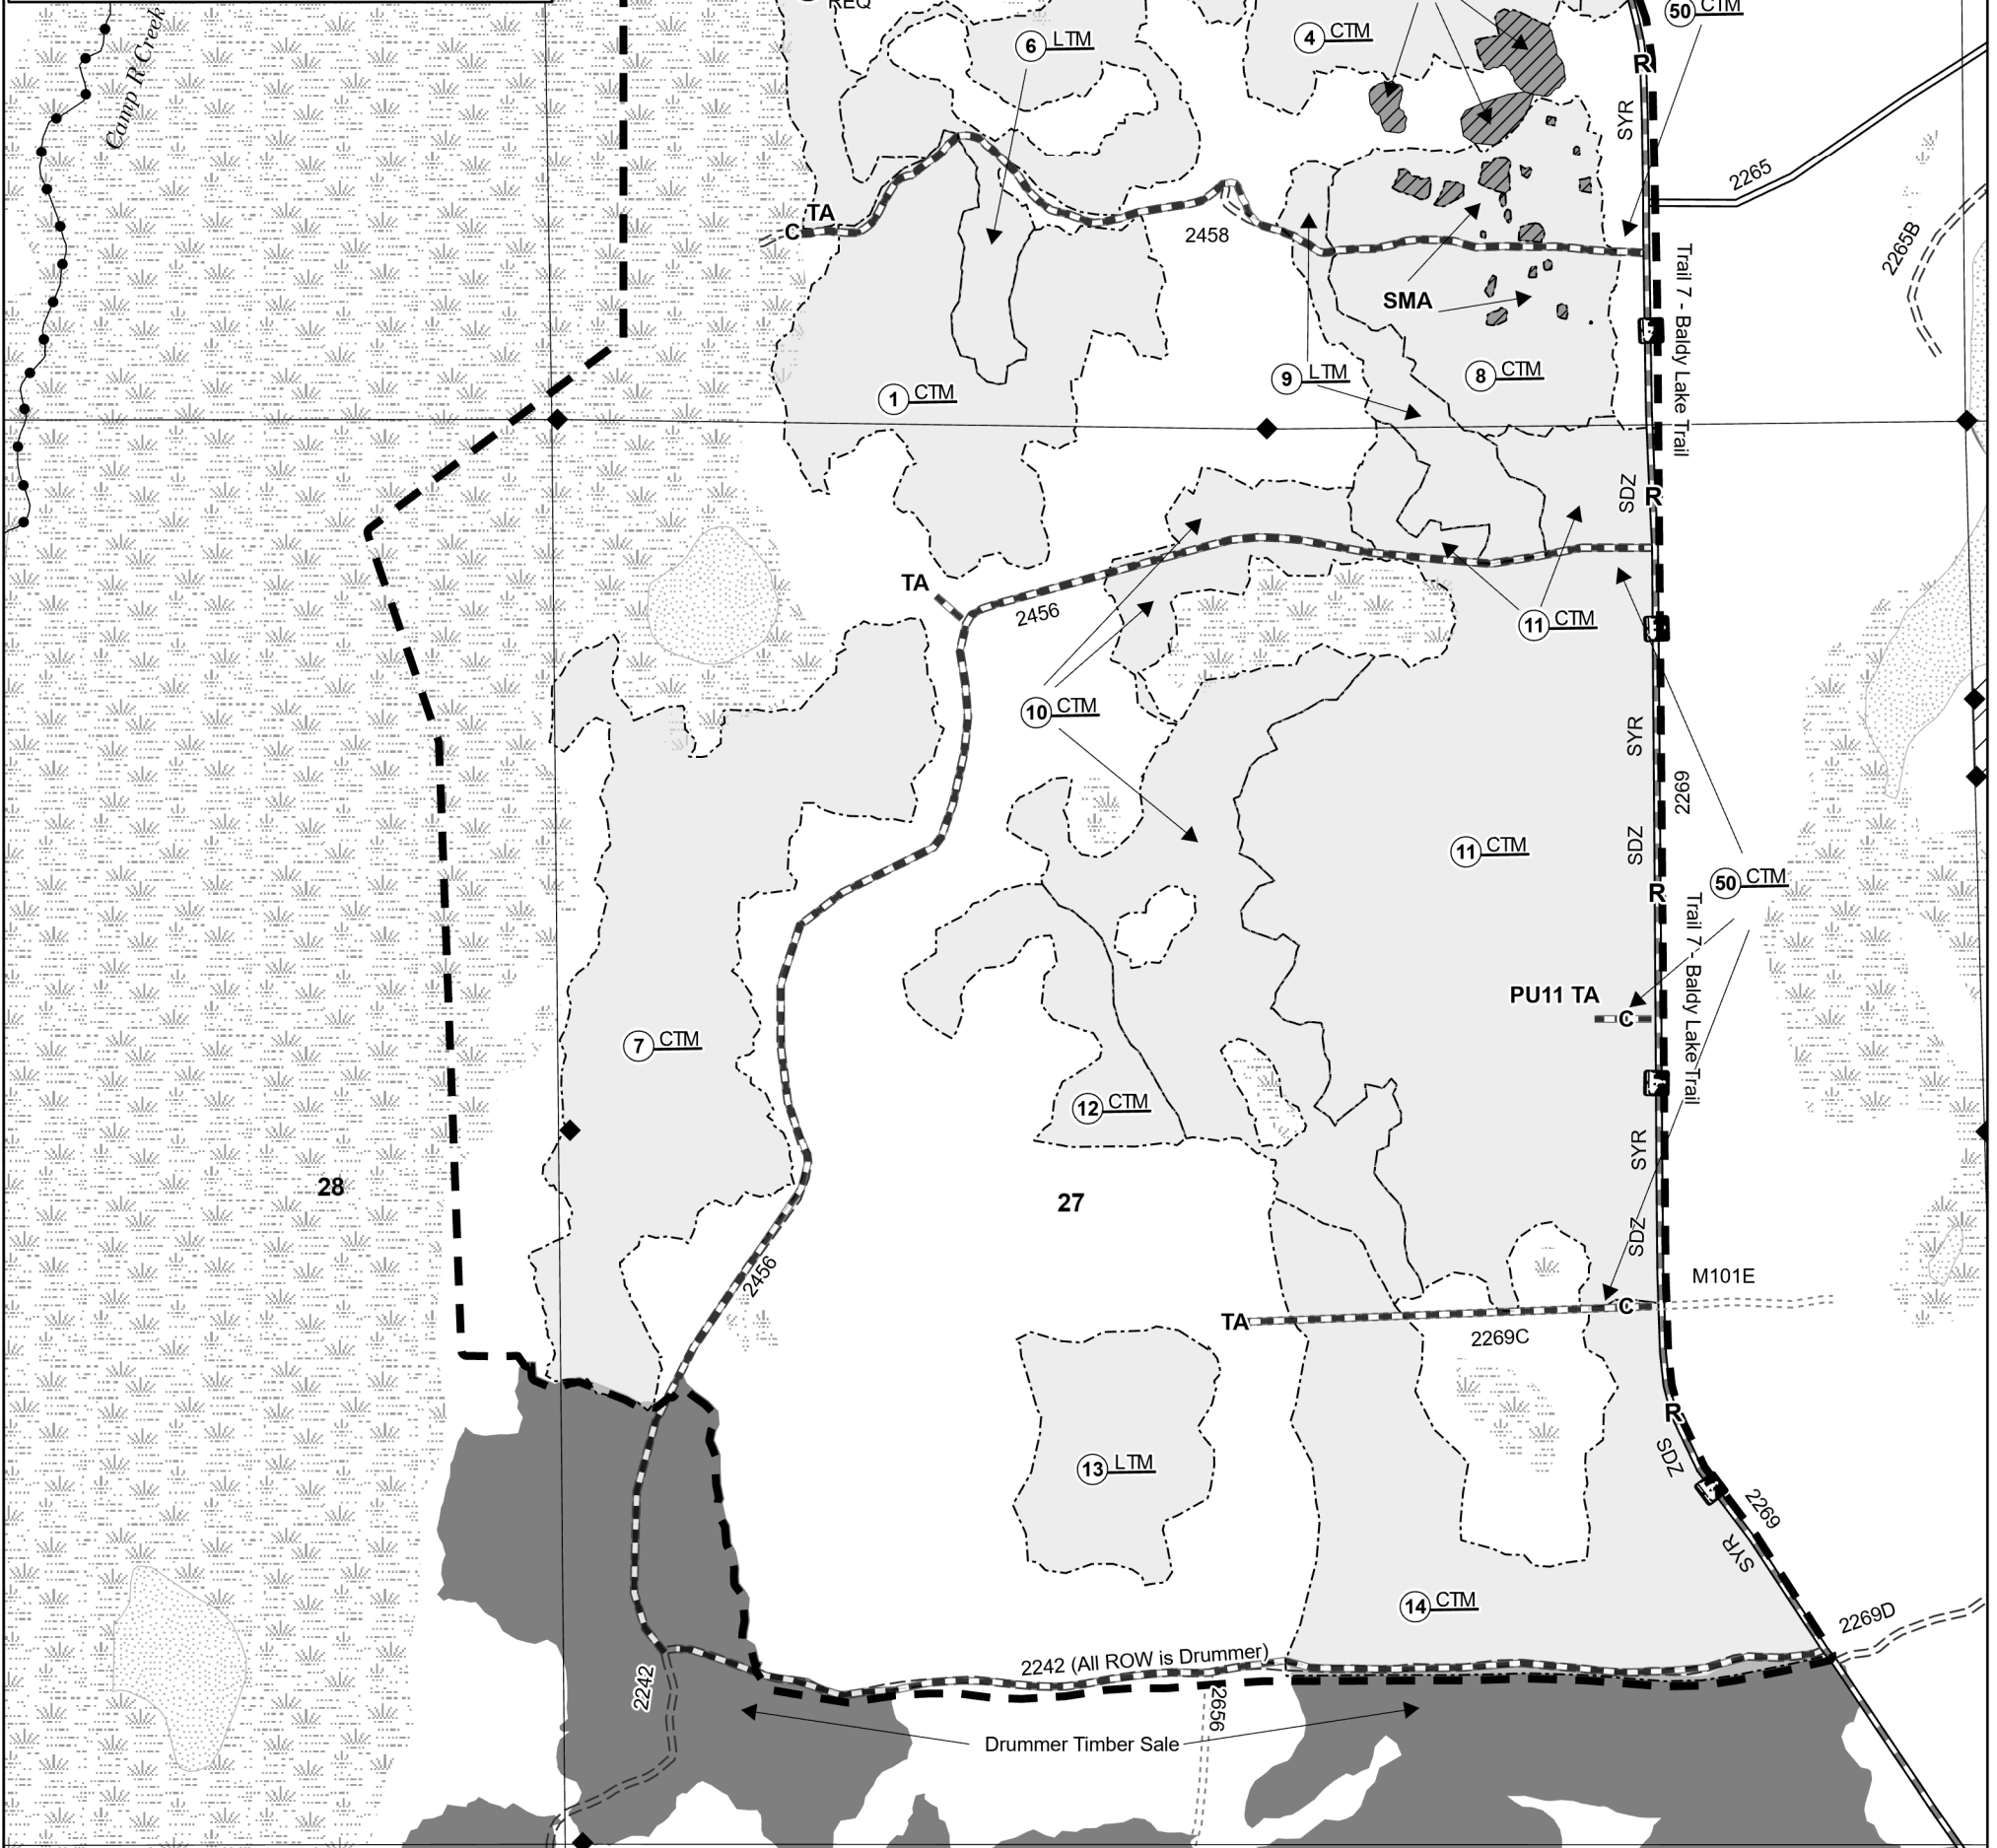 REQ
50 CTM
Camp R Creek
6 LTM
4 CTM
R
SYR
2265
TA
C
2458
2265B
SMA
Trail 7 - Baldy Lake Trail
1 CTM
9 LTM
8 CTM
SDZ
R
TA
2456
11 CTM
10 CTM
SYR
2269
11 CTM
SDZ
50 CTM
R
Trail 7 - Baldy Lake Trail
PU11 TA
C
7 CTM
12 CTM
SYR
28
27
SDZ
2456
M101E
C
TA
2269C
R
SDZ
13 LTM
2269
SYR
14 CTM
2269D
2242 (All ROW is Drummer)
2242
2656
Drummer Timber Sale